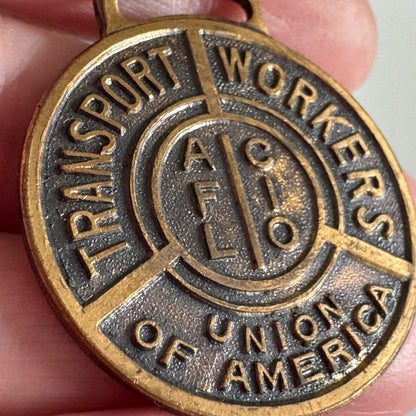 TRANSPORT WORKERS
UNION
OF AMERICA
AFL CIO